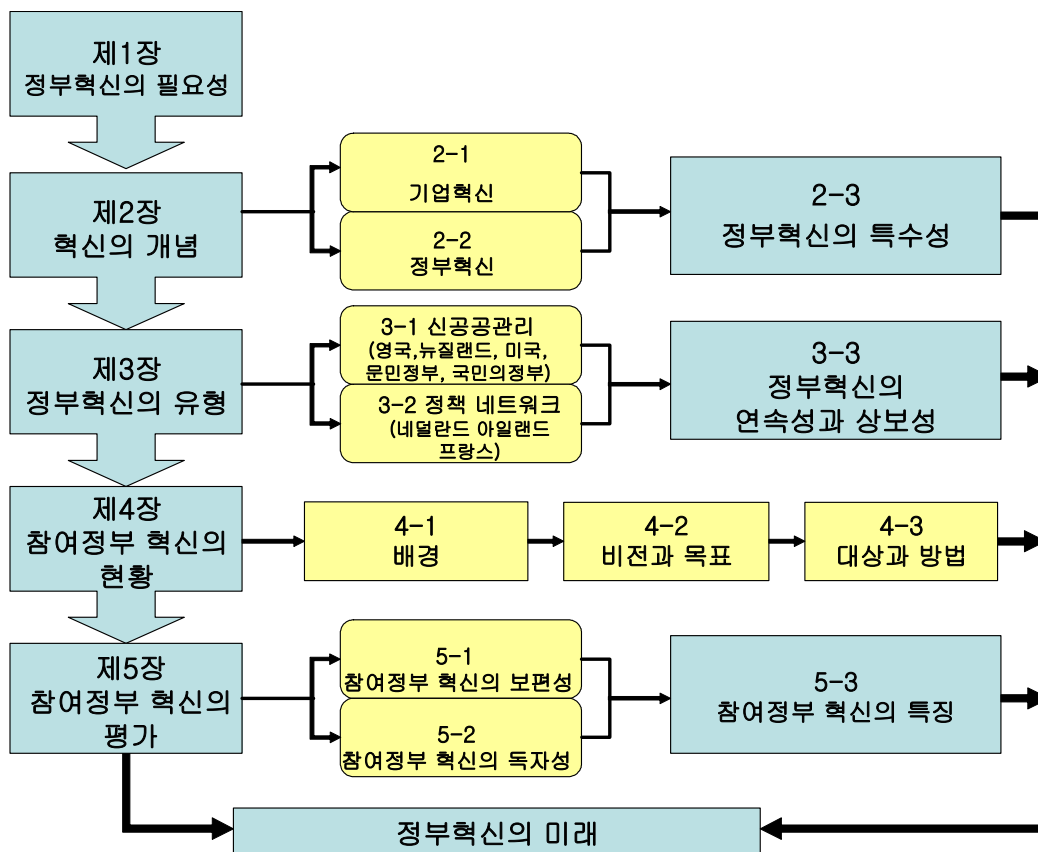 제1장
정부혁신의 필요성
제2장
혁신의 개념
2-1
기업혁신
2-2
정부혁신
2-3
정부혁신의 특수성
제3장
정부혁신의 유형
3-1 신공공관리
(영국,뉴질랜드, 미국,
문민정부, 국민의정부)
3-2 정책 네트워크
(네덜란드 아일랜드
프랑스)
3-3
정부혁신의
연속성과 상보성
제4장
참여정부 혁신의
현황
4-1
배경
4-2
비전과 목표
4-3
대상과 방법
제5장
참여정부 혁신의
평가
5-1
참여정부 혁신의 보편성
5-2
참여정부 혁신의 독자성
5-3
참여정부 혁신의 특징
정부혁신의 미래